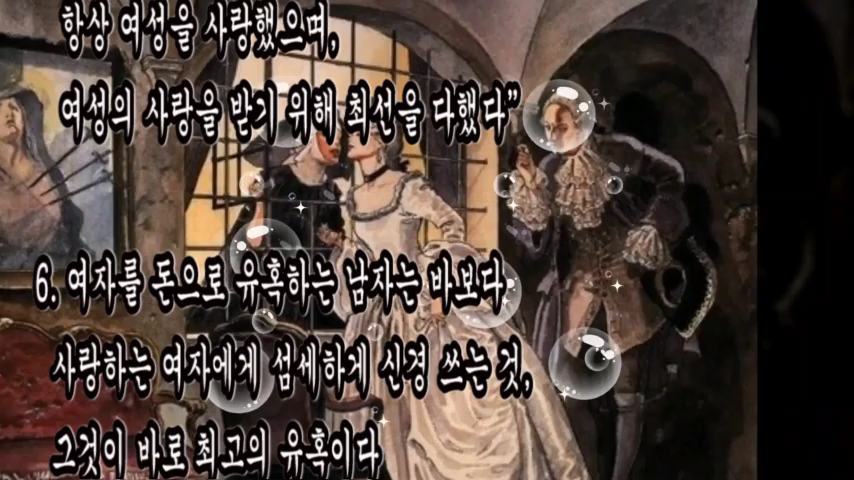 항상 여성을 사랑했으며,
여성의 사랑을 받기 위해 최선을 다했다”
6. 여자를 돈으로 유혹하는 남자는 바보다
사랑하는 여자에게 섬세하게 신경 쓰는 것,
그것이 바로 최고의 유혹이다